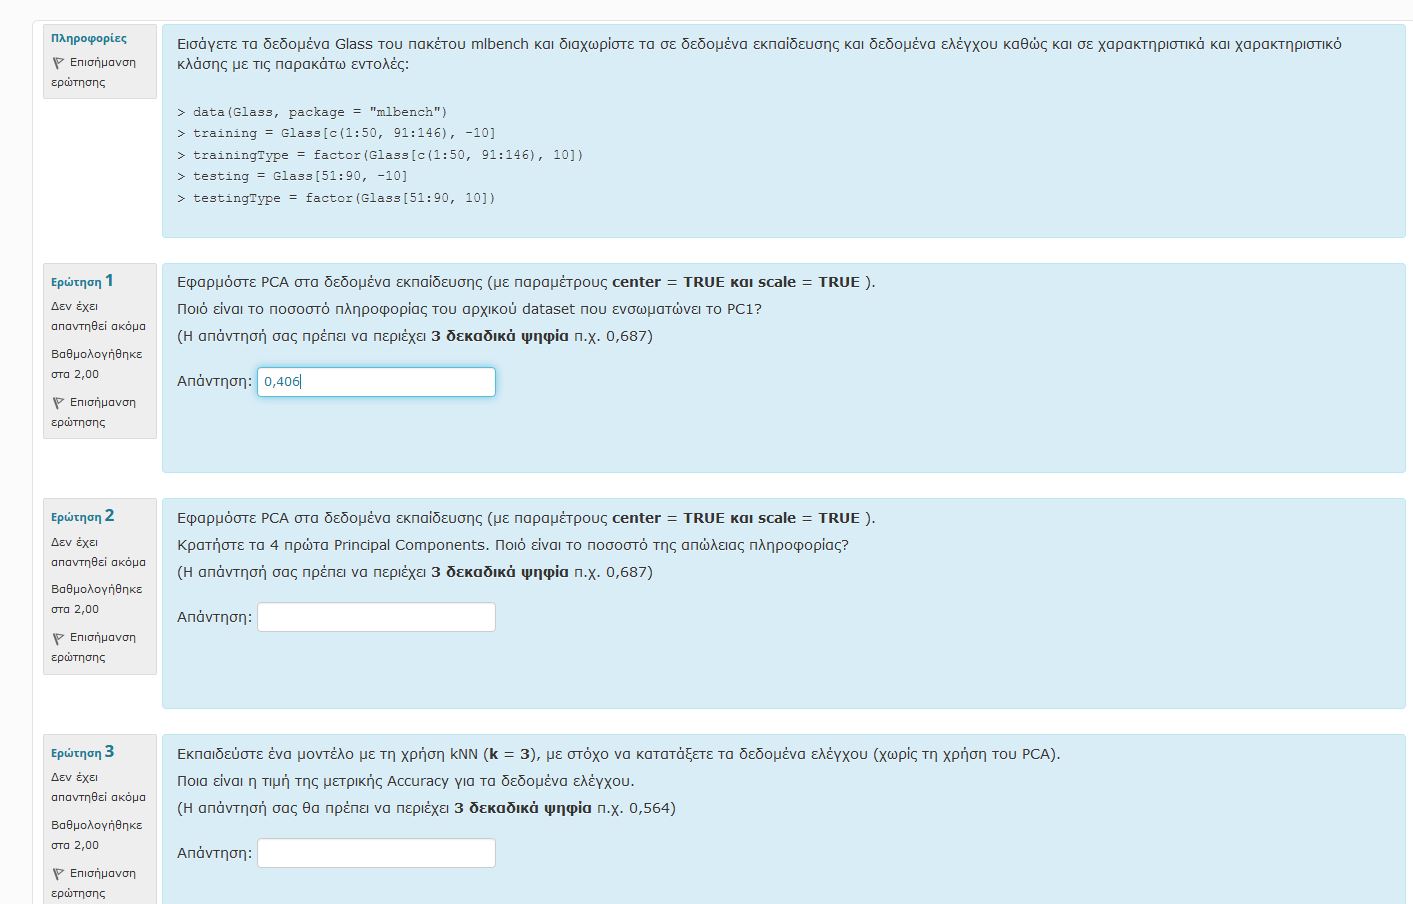 Πληροφορίες
Επισήμανση
ερώτησης
Εισάγετε τα δεδομένα Glass του πακέτου mlbench και διαχωρίστε τα σε δεδομένα εκπαίδευσης και δεδομένα ελέγχου καθώς και σε χαρακτηριστικά και χαρακτηριστικό
κλάσης με τις παρακάτω εντολές:
> data(Glass, package = "mlbench")
> training = Glass[c(1:50, 91:146), -10]
> trainingType = factor(Glass[c(1:50, 91:146), 10])
> testing = Glass[51:90, -10]
> testingType = factor(Glass[51:90, 10])
Ερώτηση 1
Δεν έχει
απαντηθεί ακόμα
Βαθμολογήθηκε
στα 2,00
Επισήμανση
ερώτησης
Εφαρμόστε PCA στα δεδομένα εκπαίδευσης (με παραμέτρους center = TRUE και scale = TRUE ).
Ποιό είναι το ποσοστό πληροφορίας του αρχικού dataset που ενσωματώνει το PC1?
(Η απάντησή σας πρέπει να περιέχει 3 δεκαδικά ψηφία π.χ. 0,687)
Απάντηση: 0,406
Ερώτηση 2
Δεν έχει
απαντηθεί ακόμα
Βαθμολογήθηκε
στα 2,00
Επισήμανση
ερώτησης
Εφαρμόστε PCA στα δεδομένα εκπαίδευσης (με παραμέτρους center = TRUE και scale = TRUE ).
Κρατήστε τα 4 πρώτα Principal Components. Ποιό είναι το ποσοστό της απώλειας πληροφορίας?
(Η απάντησή σας πρέπει να περιέχει 3 δεκαδικά ψηφία π.χ. 0,687)
Απάντηση:
Ερώτηση 3
Δεν έχει
απαντηθεί ακόμα
Βαθμολογήθηκε
στα 2,00
Επισήμανση
ερώτησης
Εκπαιδεύστε ένα μοντέλο με τη χρήση kNN (k = 3), με στόχο να κατατάξετε τα δεδομένα ελέγχου (χωρίς τη χρήση του PCA).
Ποια είναι η τιμή της μετρικής Accuracy για τα δεδομένα ελέγχου.
(Η απάντησή σας θα πρέπει να περιέχει 3 δεκαδικά ψηφία π.χ. 0,564)
Απάντηση: